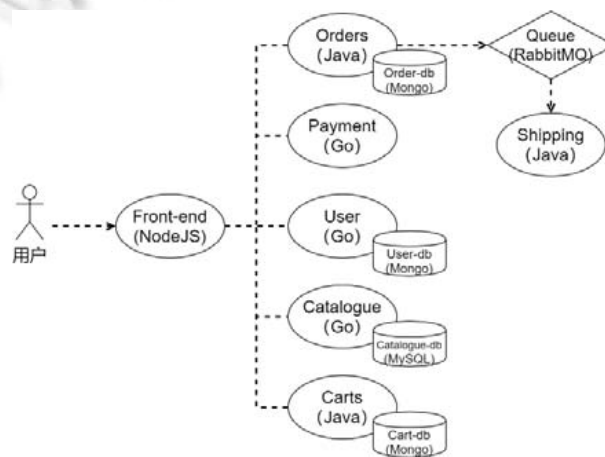 Orders
(Java)
Order-db
(Mongo)
Queue
(RabbitMQ)
Payment
(Go)
Shipping
(Java)
用户
Front-end
(NodeJS)
User
(Go)
User-db
(Mongo)
Catalogue
(Go)
Catalogue-db
(MySQL)
Carts
(Java)
Cart-db
(Mongo)